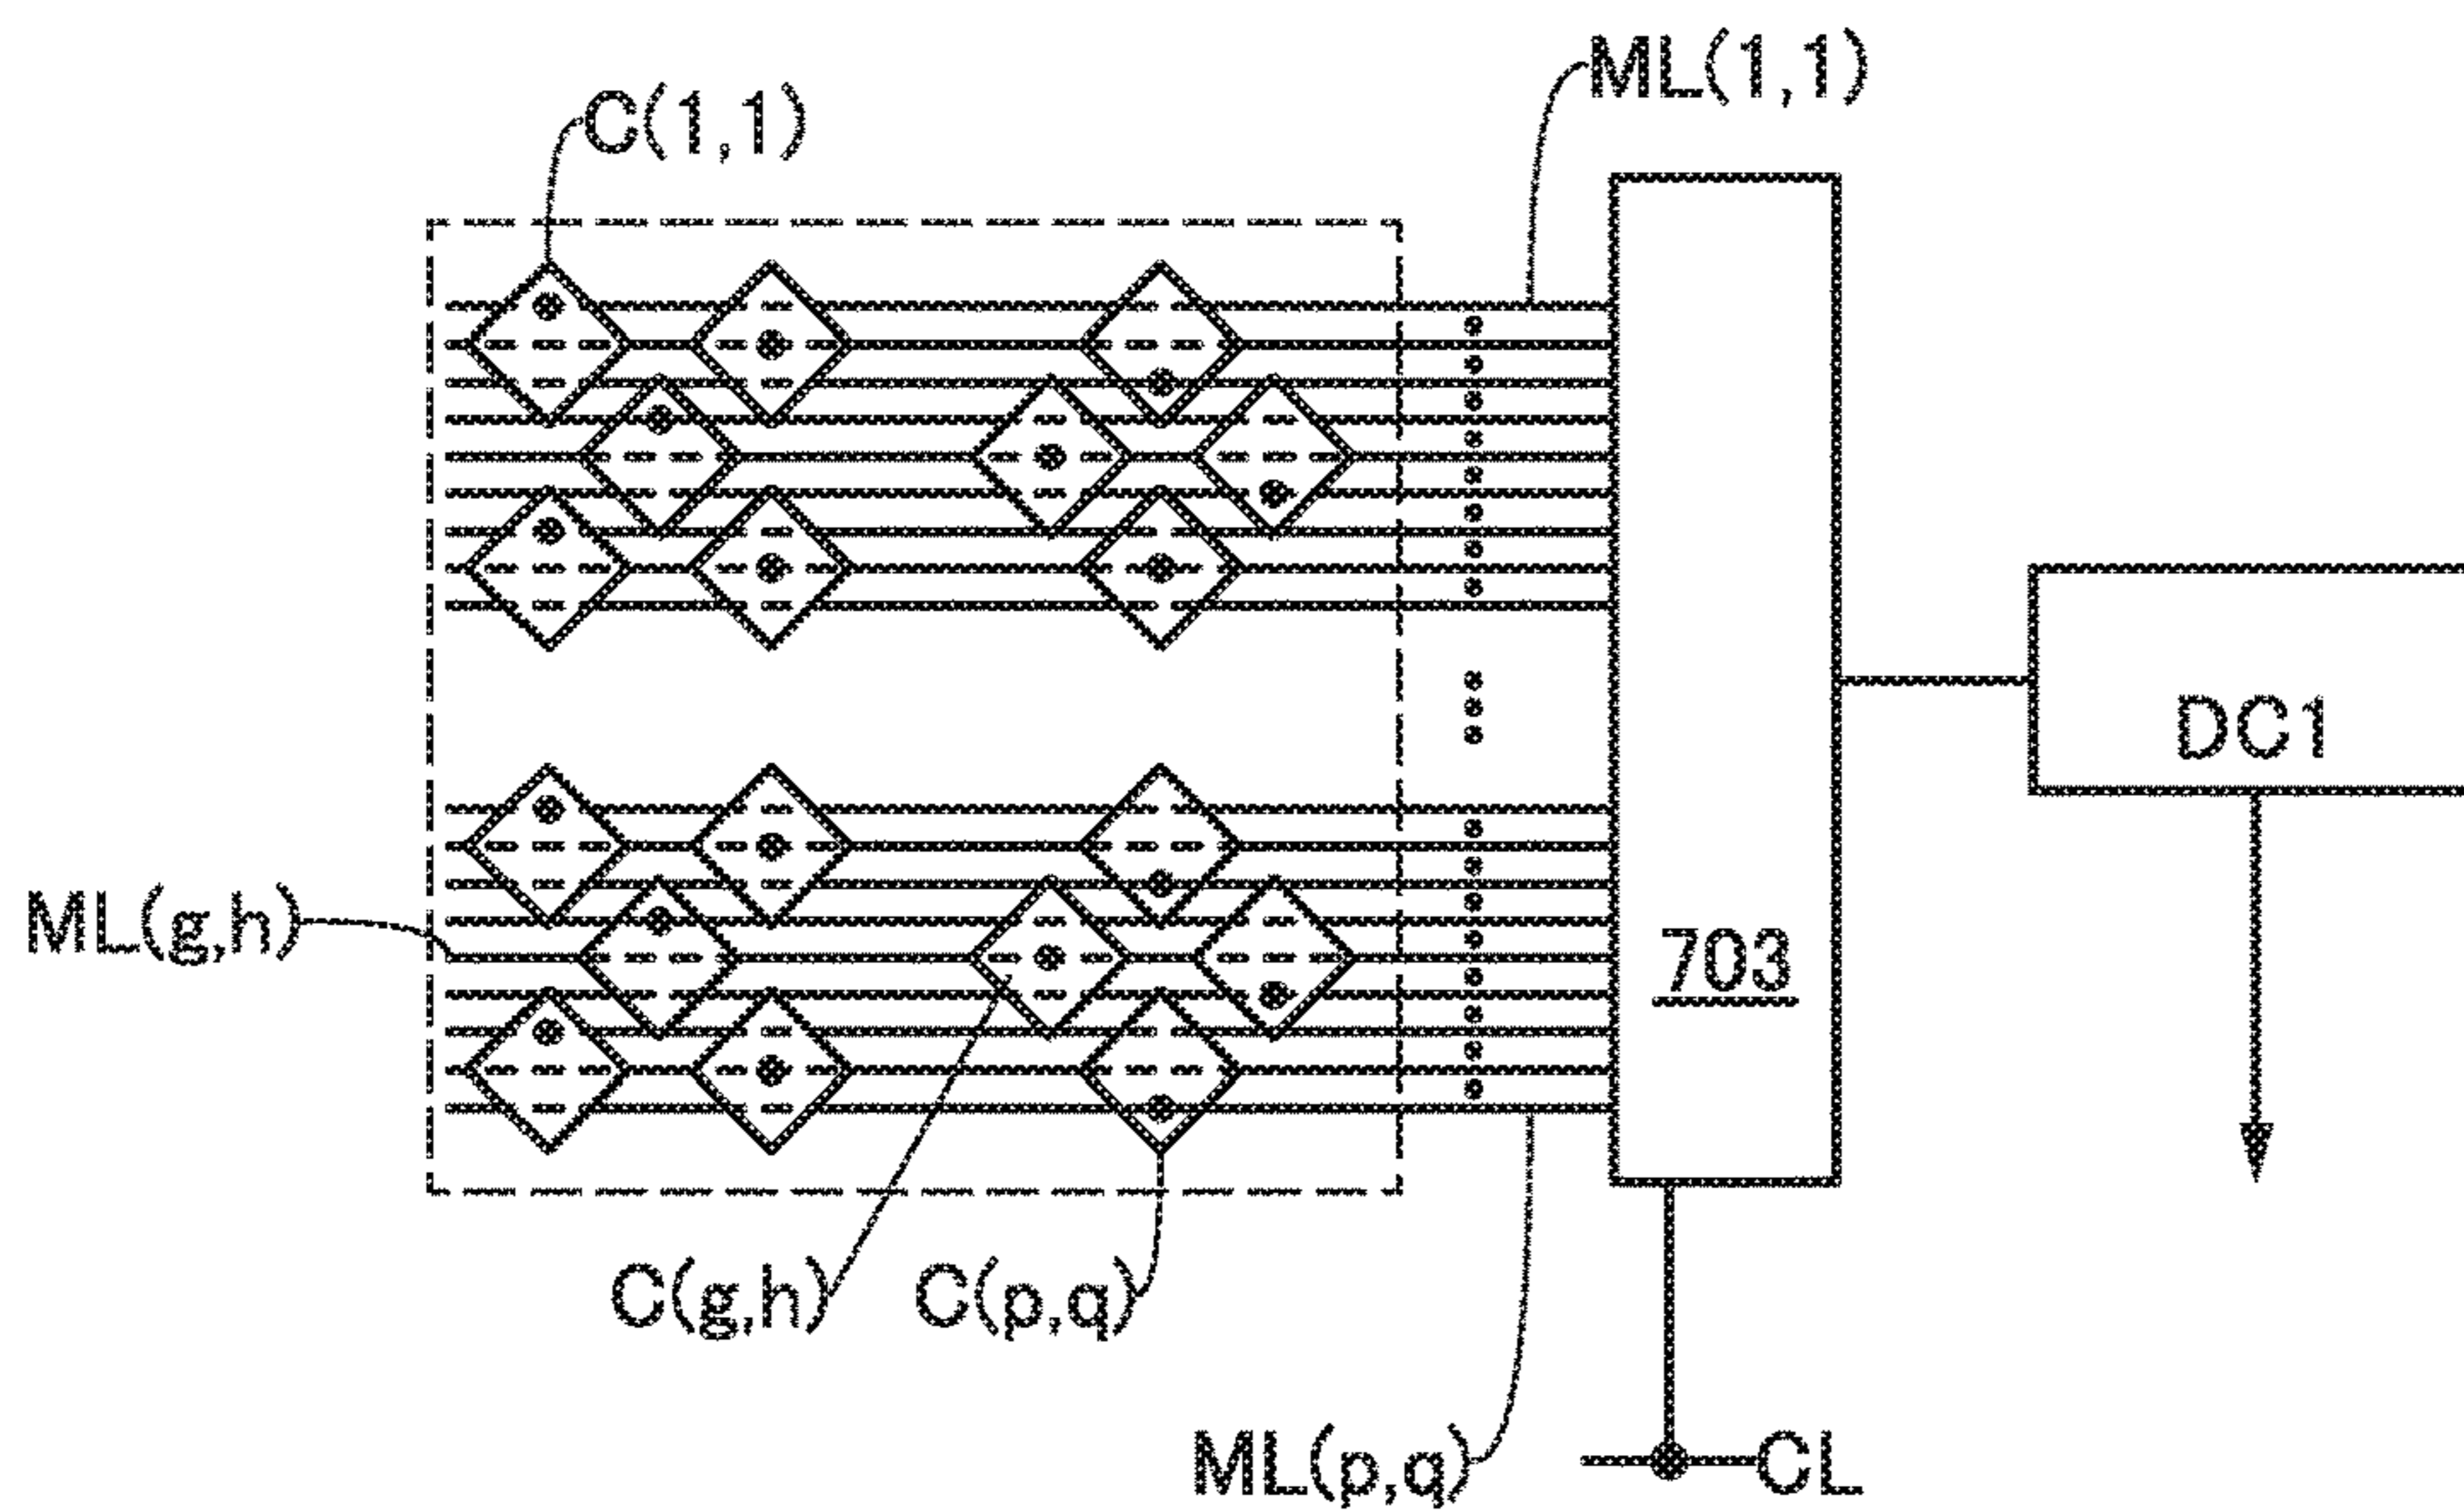 ML(1,1)
C(1,1)
DC1
ML(g,h)
703
C(g,h)
C(p,q)
ML(p,q)
CL